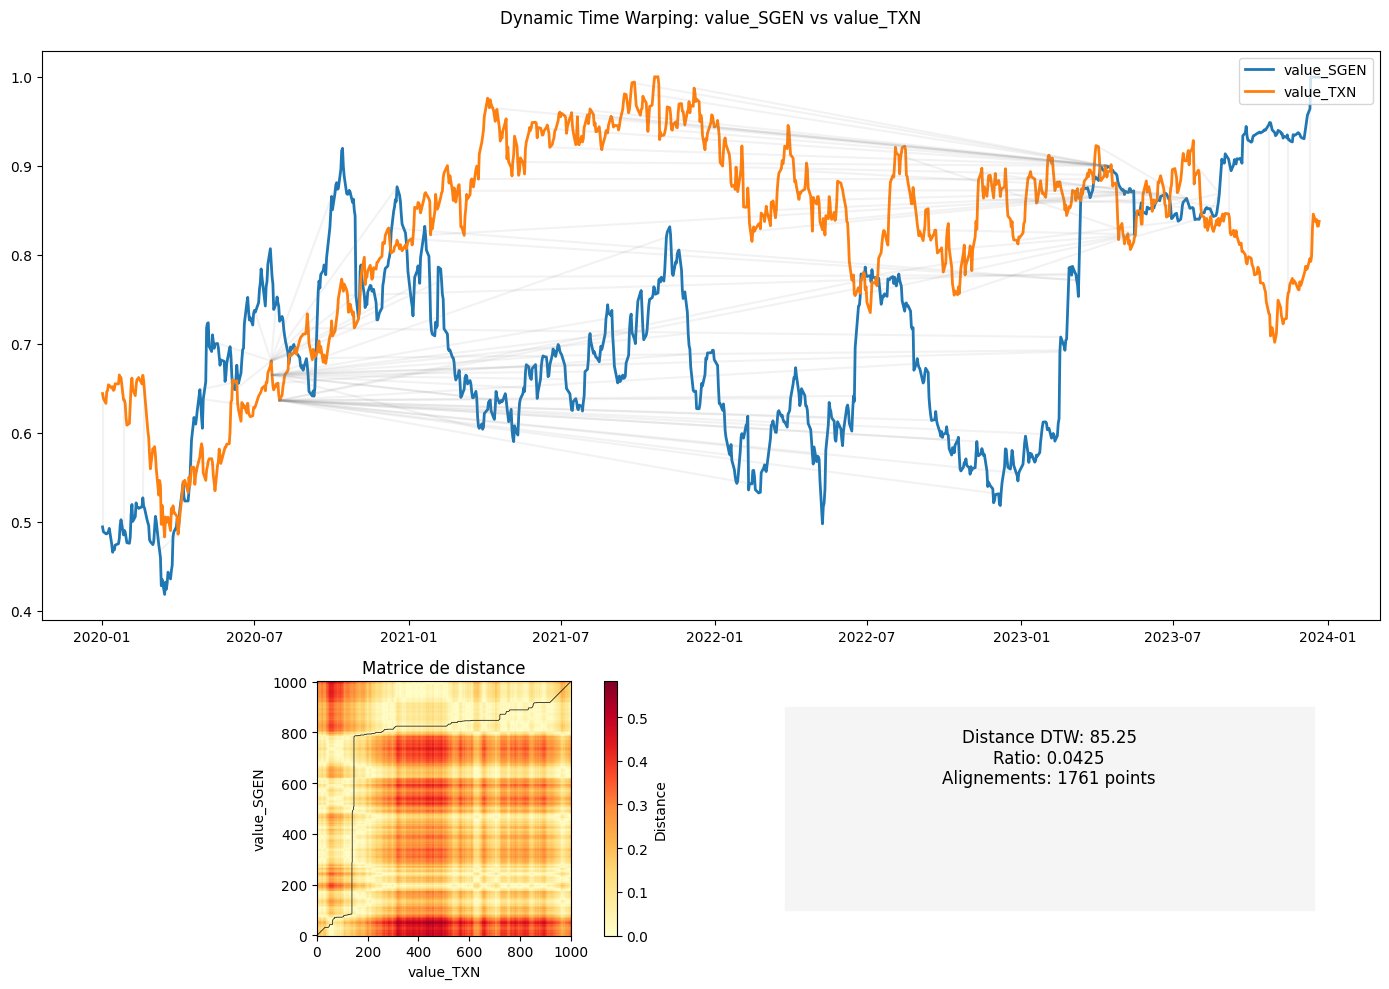 Dynamic Time Warping: value_SGEN vs value_TXN
value_SGEN
value_TXN
1.0
0.9
0.8
0.7
0.6
0.5
0.4
2020-01 2020-07 2021-01 2021-07 2022-01 2022-07 2023-01 2023-07 2024-01
Matrice de distance
value_SGEN
1000
800
600
400
200
0
0 200 400 600 800 1000
value_TXN
0.5
0.4
0.3
0.2
0.1
0.0
Distance
Distance DTW: 85.25
Ratio: 0.0425
Alignements: 1761 points